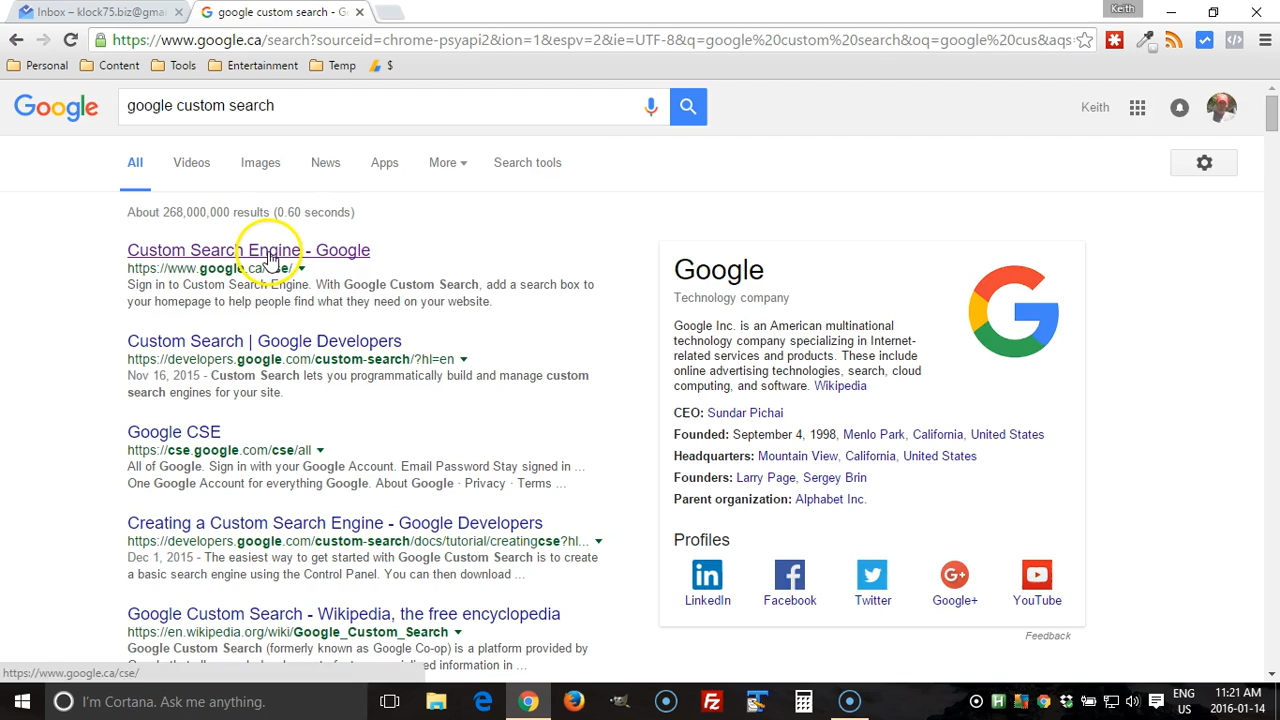 Inbox - klock75.biz@gma
google custom search - G
Keith
https://www.google.ca/search?sourceid=chrome-psyapi2&ion=1&espv=2&ie=UTF-8&q=google%20custom%20search&oq=google%20cus&aqs
Personal
Content
Tools
Entertainment
Temp
$
Google
google custom search
Keith
All
Videos
Images
News
Apps
More
Search tools
About 268,000,000 results (0.60 seconds)
Custom Search Engine - Google
https://www.google.ca/cse/
Sign in to Custom Search Engine. With Google Custom Search, add a search box to
your homepage to help people find what they need on your website.
Custom Search | Google Developers
https://developers.google.com/custom-search/?hl=en
Nov 16, 2015 - Custom Search lets you programmatically build and manage custom
search engines for your site.
Google CSE
https://cse.google.com/cse/all
All of Google. Sign in with your Google Account. Email Password Stay signed in ...
One Google Account for everything Google. About Google · Privacy · Terms ...
Creating a Custom Search Engine - Google Developers
https://developers.google.com/custom-search/docs/tutorial/creatingcse?hl...
Dec 1, 2015 - The easiest way to get started with Google Custom Search is to create
a basic search engine using the Control Panel. You can then download ...
Google Custom Search - Wikipedia, the free encyclopedia
https://en.wikipedia.org/wiki/Google_Custom_Search
Google Custom Search (formerly known as Google Co-op) is a platform provided by
information in ...
Google
Technology company
Google Inc. is an American multinational
technology company specializing in Internet-
related services and products. These include
online advertising technologies, search, cloud
computing, and software. Wikipedia
CEO: Sundar Pichai
Founded: September 4, 1998, Menlo Park, California, United States
Headquarters: Mountain View, California, United States
Founders: Larry Page, Sergey Brin
Parent organization: Alphabet Inc.
Profiles
LinkedIn
Facebook
Twitter
Google+
YouTube
Feedback
https://www.google.ca/cse/
I'm Cortana. Ask me anything.
ENG
US
11:21 AM
2016-01-14